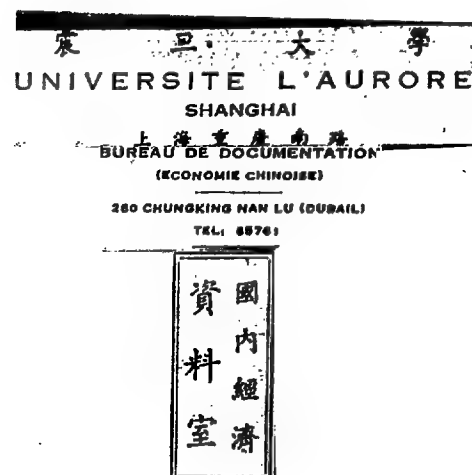 震旦大學
UNIVERSITE L'AURORE
SHANGHAI
上海重慶南路
BUREAU DE DOCUMENTATION
(ECONOMIE CHINOISE)
280 CHUNGKING NAN LU (DUBAIL)
TEL: 85761
國內經濟
資料室